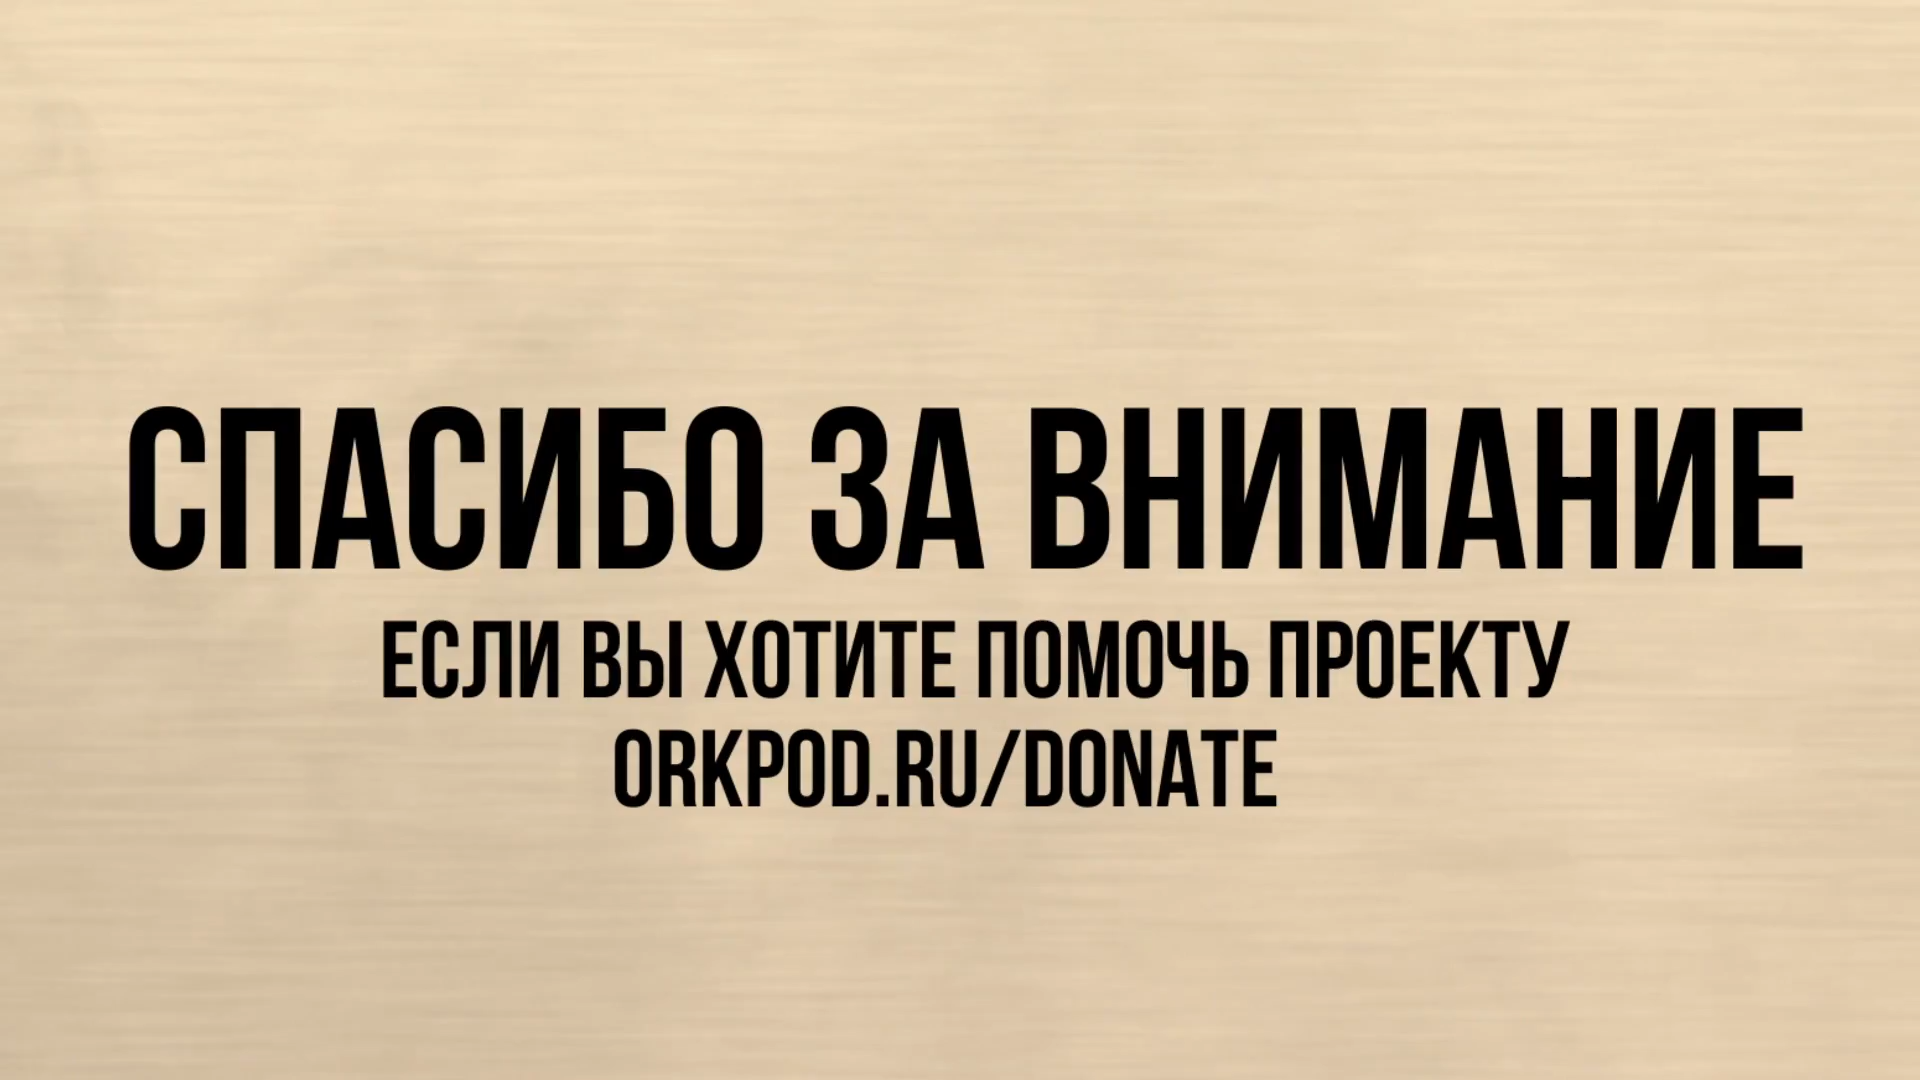 СПАСИБО ЗА ВНИМАНИЕ
ЕСЛИ ВЫ ХОТИТЕ ПОМОЧЬ ПРОЕКТУ
ORKPOD.RU/DONATE